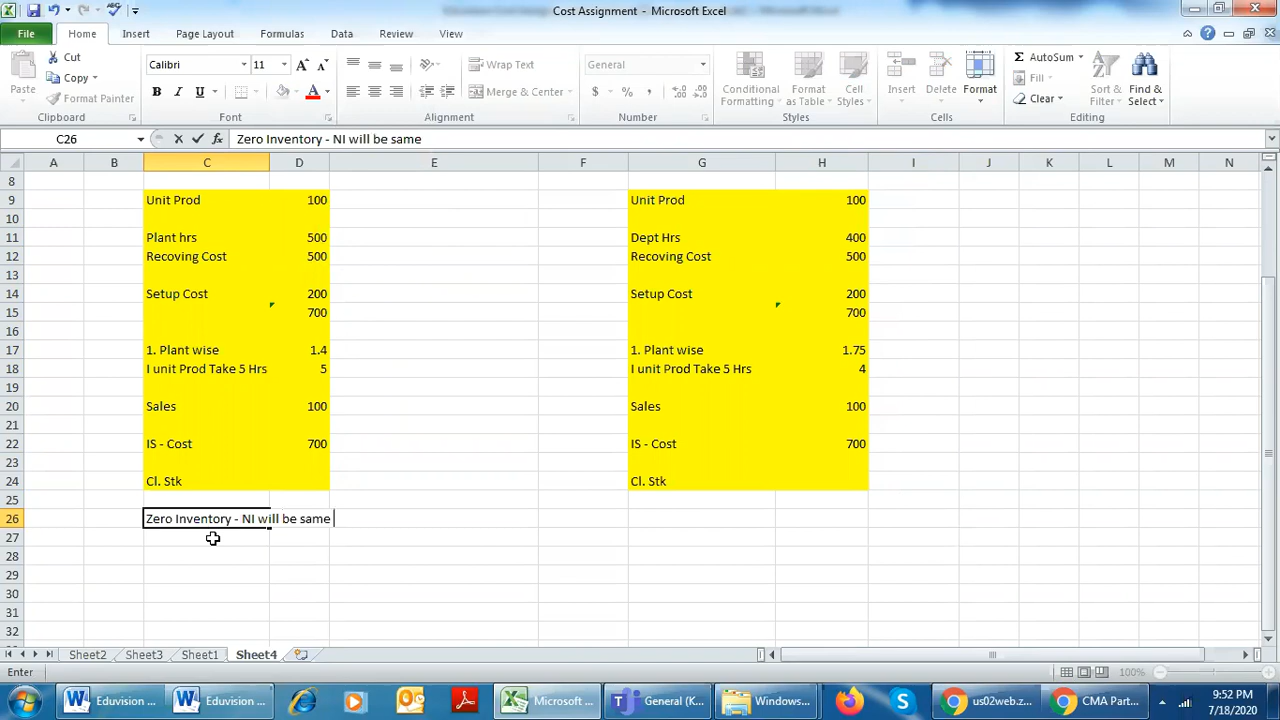 Cost Assignment - Microsoft Excel
File Home Insert Page Layout Formulas Data Review View
Paste Cut Copy Format Painter Clipboard
Calibri 11 A A B I U A Font
Wrap Text Merge & Center Alignment
General $ % , Number
Conditional Formatting Format as Table Cell Styles Styles
Insert Delete Format Cells
Σ AutoSum Fill Clear Sort & Filter Find & Select Editing
C26 fx Zero Inventory - NI will be same
A B C D E F G H I J K L M N
8
9 Unit Prod 100 Unit Prod 100
10
11 Plant hrs 500 Dept Hrs 400
12 Recoving Cost 500 Recoving Cost 500
13
14 Setup Cost 200 Setup Cost 200
15 700 700
16
17 1. Plant wise 1.4 1. Plant wise 1.75
18 I unit Prod Take 5 Hrs 5 I unit Prod Take 5 Hrs 4
19
20 Sales 100 Sales 100
21
22 IS - Cost 700 IS - Cost 700
23
24 Cl. Stk Cl. Stk
25
26 Zero Inventory - NI will be same
27
28
29
30
31
32
Sheet2 Sheet3 Sheet1 Sheet4
Enter 100%
Eduvision ... Eduvision ... Microsoft ... General (K... Windows... us02web.z... CMA Part... 9:52 PM
7/18/2020